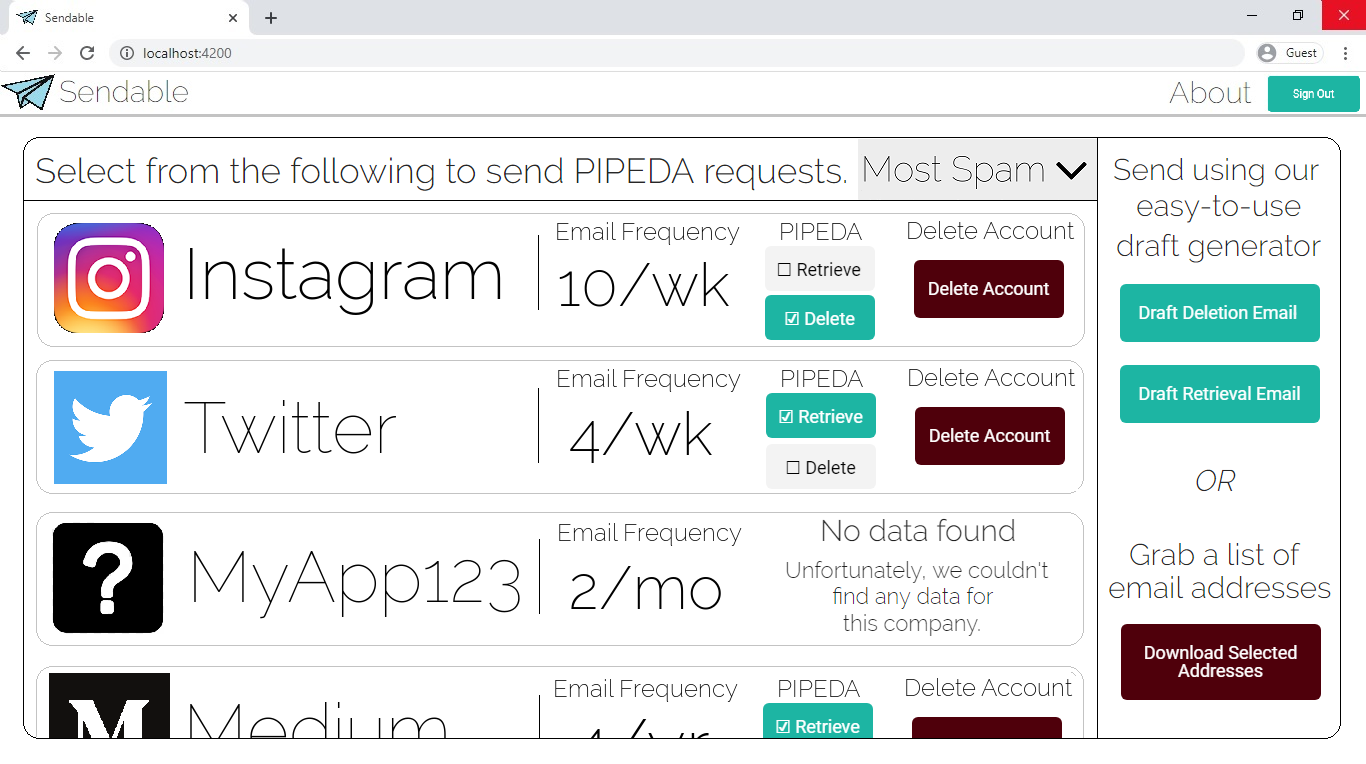 Sendable
localhost:4200
Guest
Sendable
About
Sign Out
Select from the following to send PIPEDA requests.
Most Spam
Instagram
Email Frequency
10/wk
PIPEDA
Retrieve
Delete
Delete Account
Delete Account
Twitter
Email Frequency
4/wk
PIPEDA
Retrieve
Delete
Delete Account
Delete Account
MyApp123
Email Frequency
2/mo
No data found
Unfortunately, we couldn't
find any data for
this company.
Medium
Email Frequency
4/yr
PIPEDA
Retrieve
Delete Account
Send using our
easy-to-use
draft generator
Draft Deletion Email
Draft Retrieval Email
OR
Grab a list of
email addresses
Download Selected
Addresses